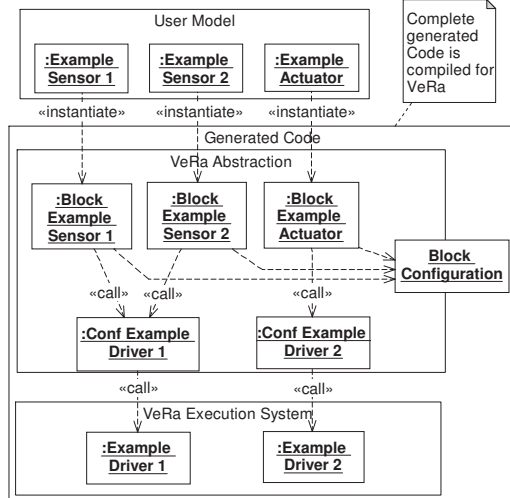 User Model
:Example
Sensor 1
:Example
Sensor 2
:Example
Actuator
Complete
generated
Code is
compiled for
VeRa
«instantiate»
«instantiate»
«instantiate»
Generated Code
VeRa Abstraction
:Block
Example
Sensor 1
:Block
Example
Sensor 2
:Block
Example
Actuator
Block
Configuration
«call»
«call»
«call»
:Conf Example
Driver 1
:Conf Example
Driver 2
«call»
«call»
VeRa Execution System
:Example
Driver 1
:Example
Driver 2